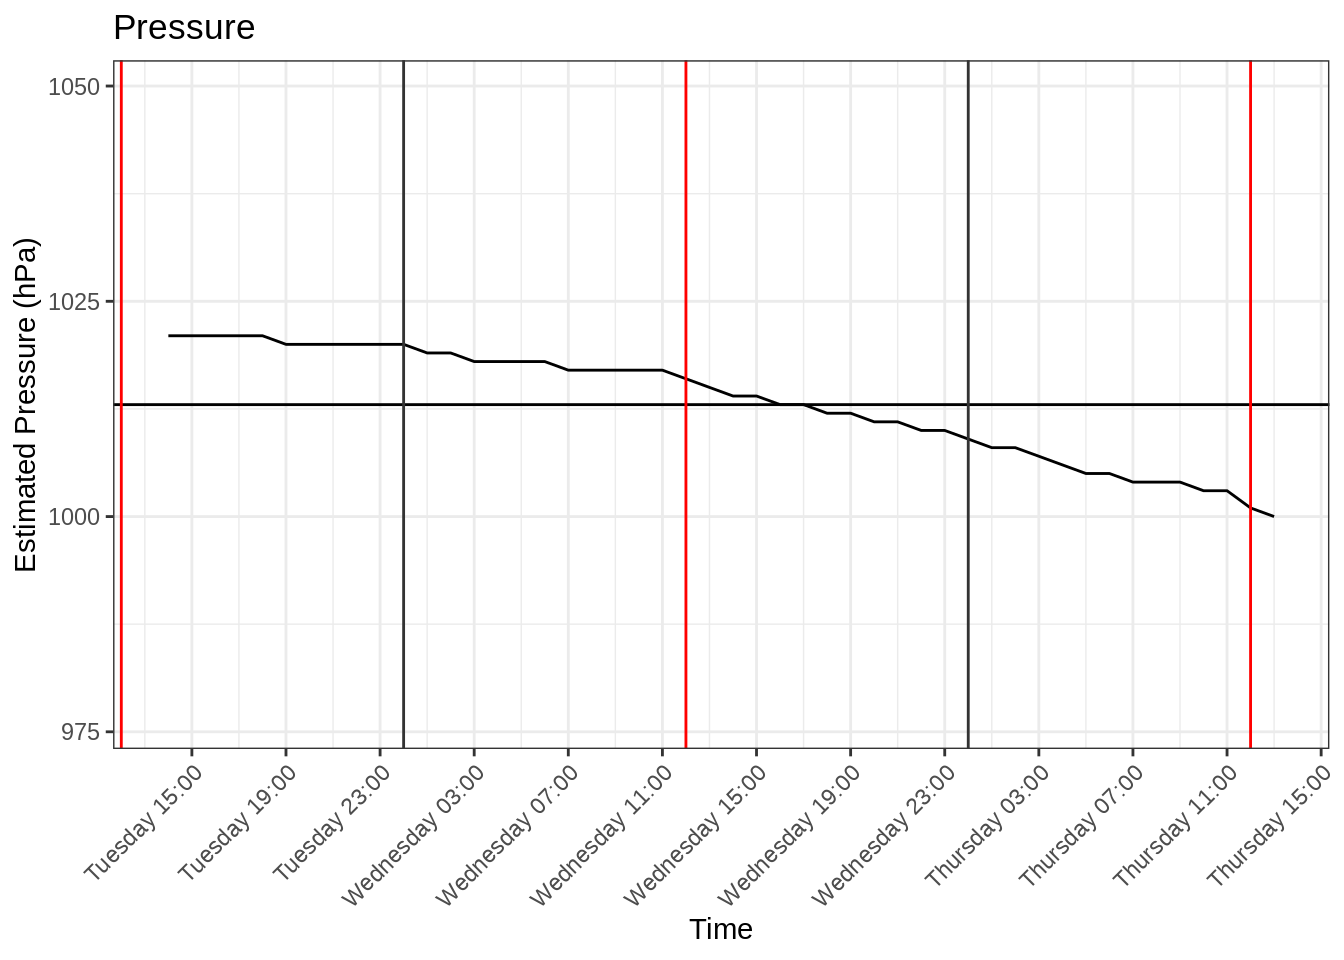 Pressure
Estimated Pressure (hPa)
1050
1025
1000
975
Tuesday 15:00
Tuesday 19:00
Tuesday 23:00
Wednesday 03:00
Wednesday 07:00
Wednesday 11:00
Wednesday 15:00
Wednesday 19:00
Wednesday 23:00
Thursday 03:00
Thursday 07:00
Thursday 11:00
Thursday 15:00
Time